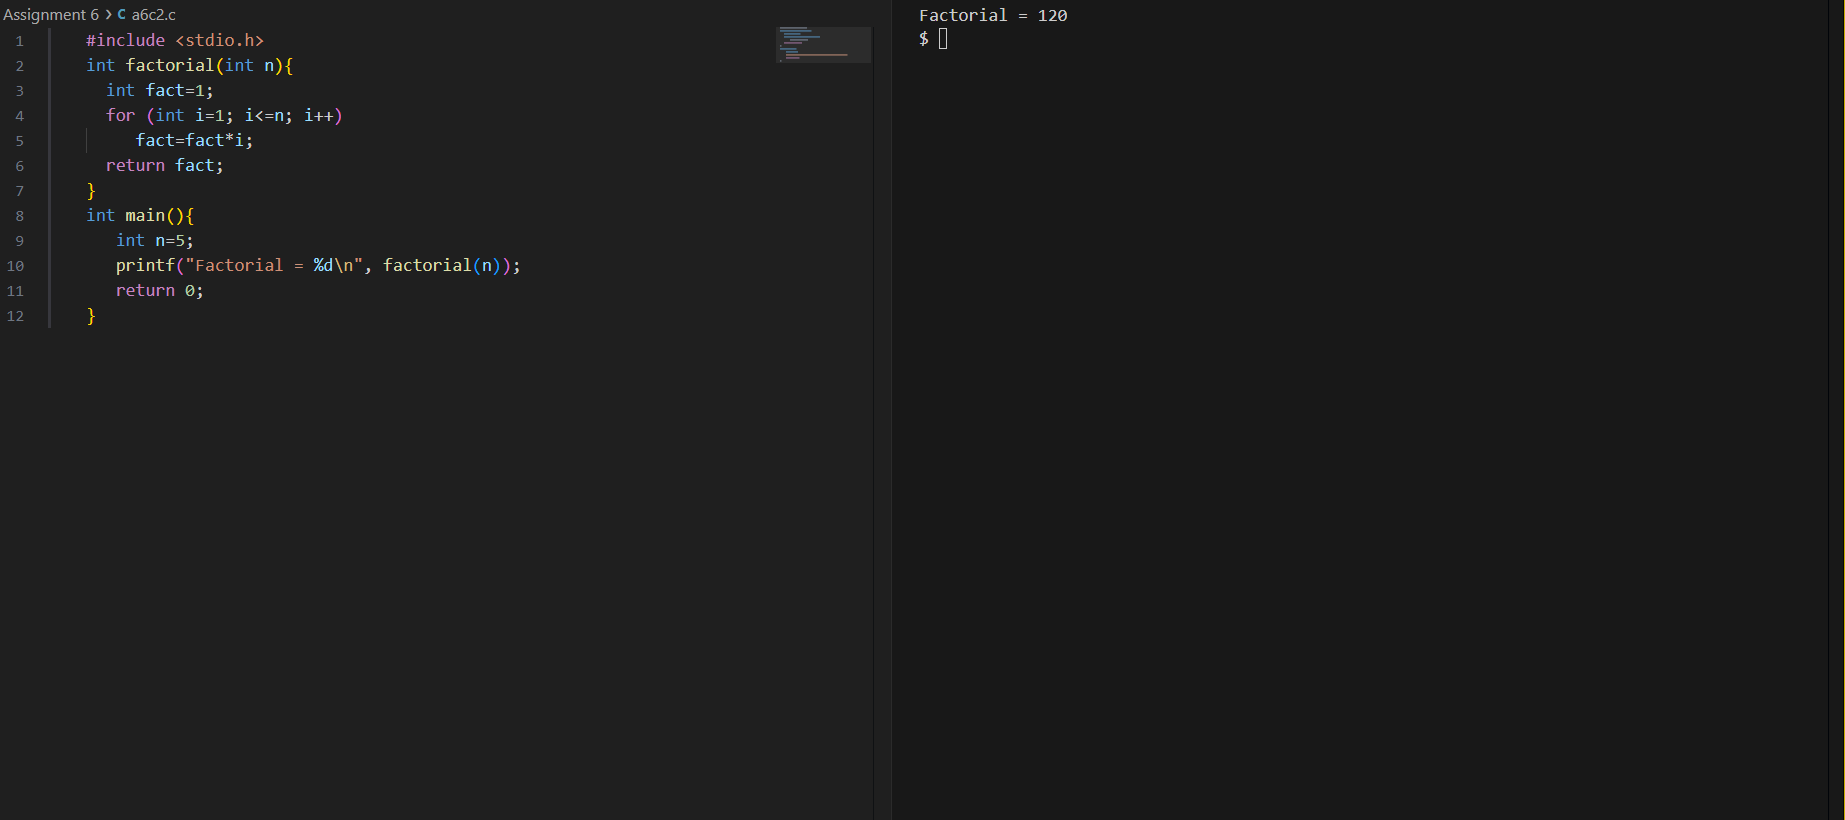 Assignment 6 > C a6c2.c
1 #include <stdio.h>
2 int factorial(int n){
3 int fact=1;
4 for (int i=1; i<=n; i++)
5 fact=fact*i;
6 return fact;
7 }
8 int main(){
9 int n=5;
10 printf("Factorial = %d\n", factorial(n));
11 return 0;
12 }
Factorial = 120
$